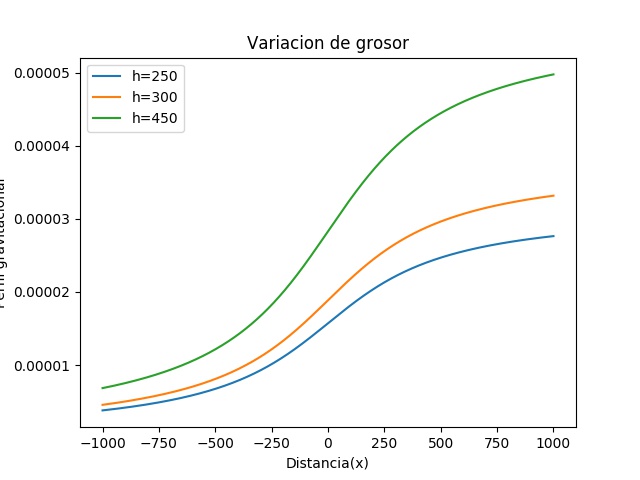 Variacion de grosor
h=250
h=300
h=450
0.00005
0.00004
0.00003
0.00002
0.00001
gravitacional
−1000 −750 −500 −250 0 250 500 750 1000
Distancia(x)